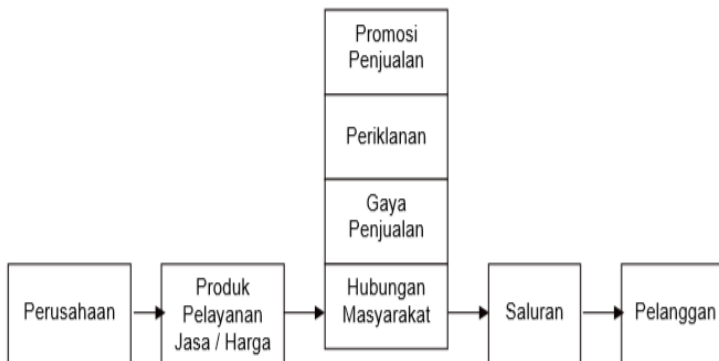 Promosi
Penjualan
Periklanan
Gaya
Penjualan
Perusahaan
Produk
Pelayanan
Jasa / Harga
Hubungan
Masyarakat
Saluran
Pelanggan